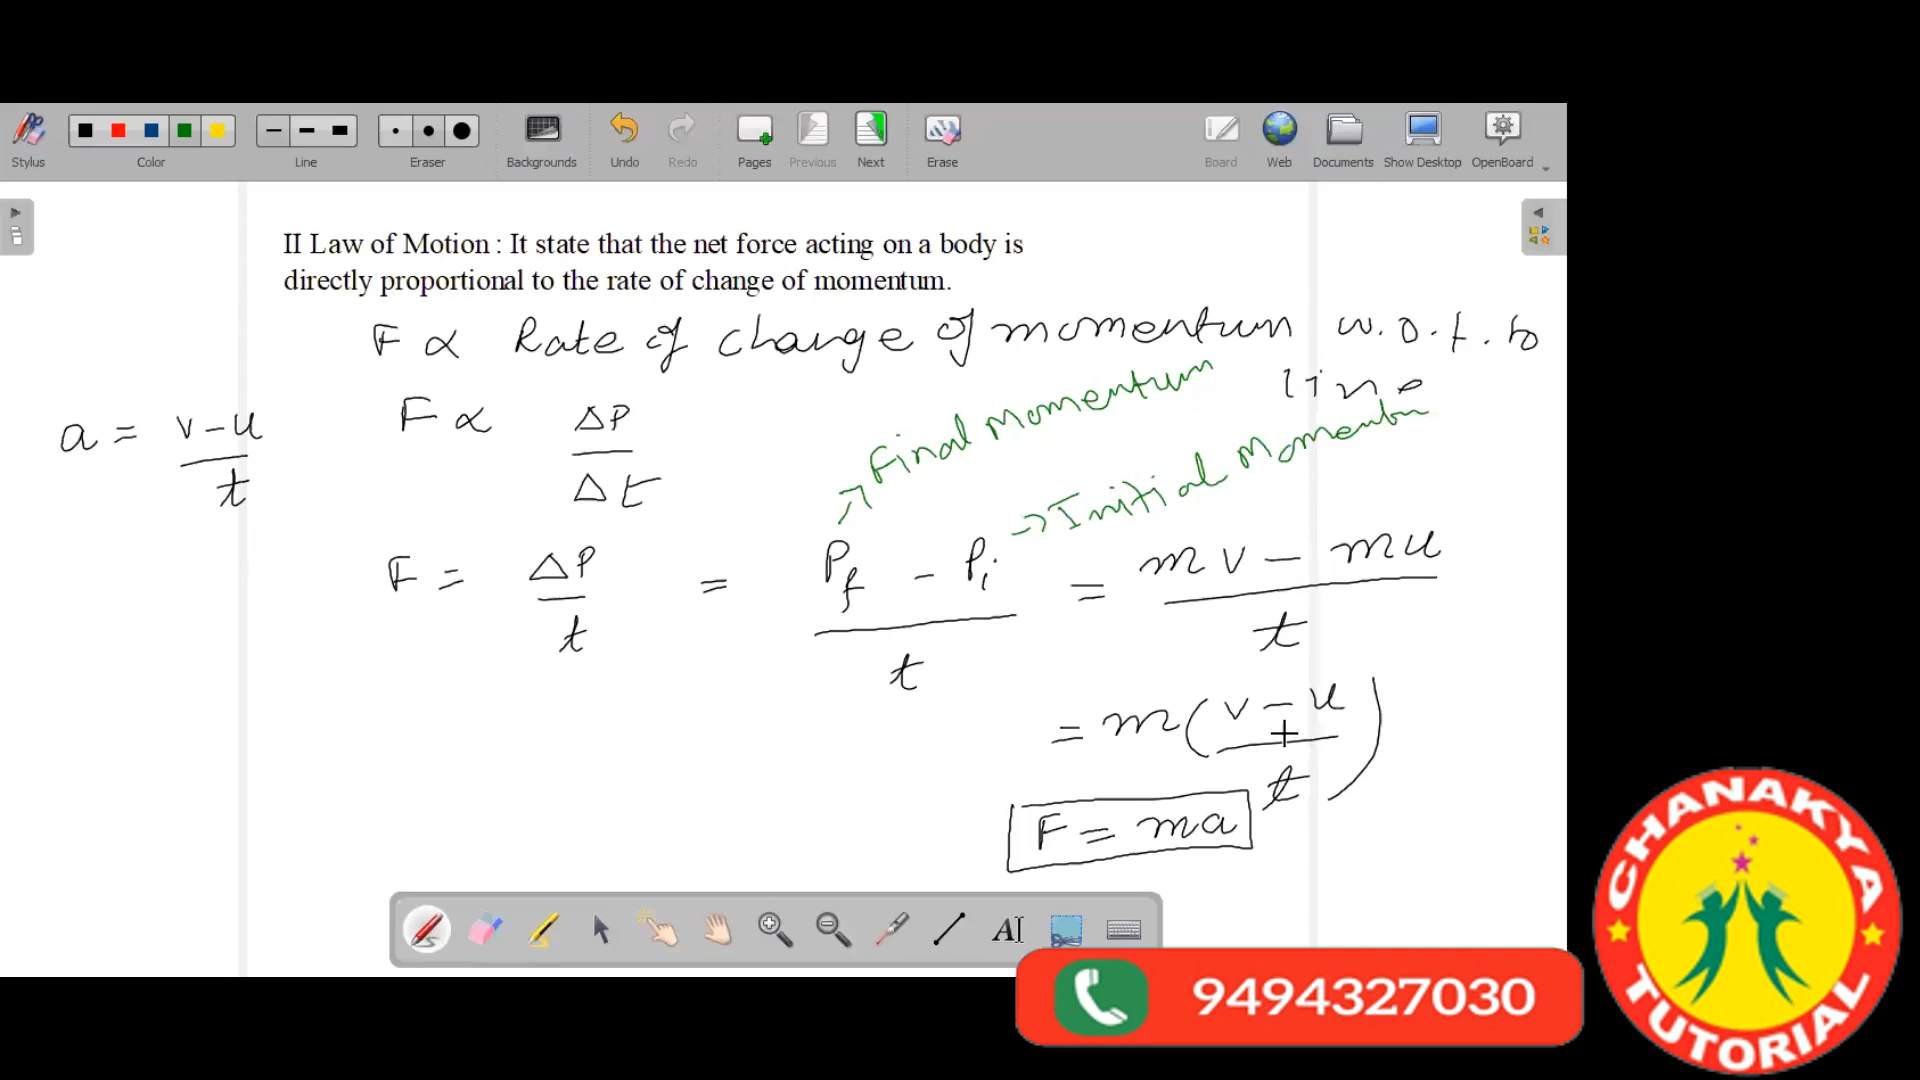 Stylus Color Line Eraser Backgrounds Undo Redo Pages Previous Next Erase Board Web Documents Show Desktop OpenBoard
II Law of Motion : It state that the net force acting on a body is
directly proportional to the rate of change of momentum.
F ∝ Rate of change of momentum w.r.t. to
time
F ∝ ΔP / Δt
a = v-u / t
→ Final Momentum
→ Initial Momentu
F = ΔP / t = Pf - Pi / t = mv - mu / t
= m(v-u / t)
F = ma
AI
9494327030
CHANAKYA
TUTORIAL